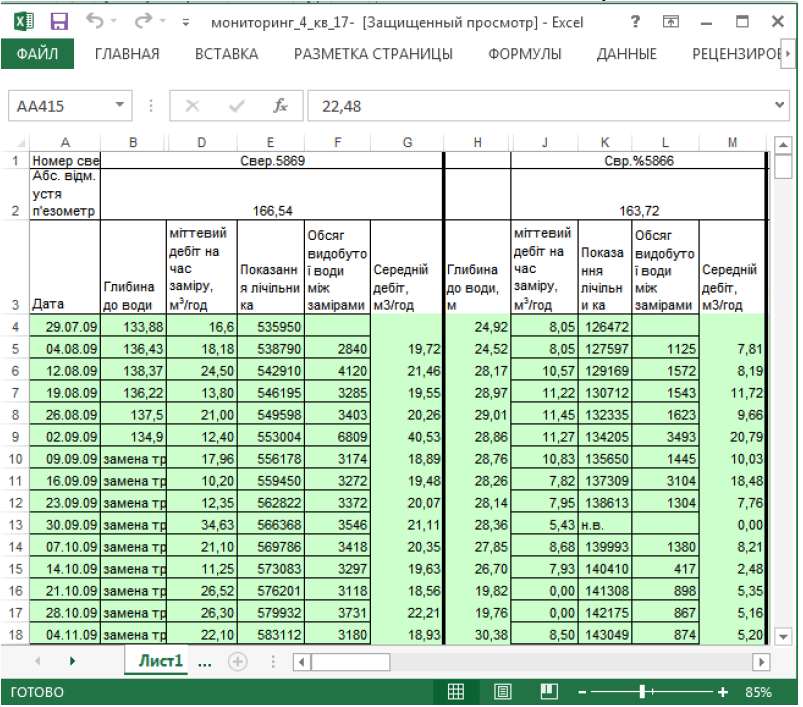 мониторинг_4_кв_17- [Защищенный просмотр] - Excel
ФАЙЛ ГЛАВНАЯ ВСТАВКА РАЗМЕТКА СТРАНИЦЫ ФОРМУЛЫ ДАННЫЕ РЕЦЕНЗИРОВ
AA415 fx 22,48
A B D E F G H J K L M
1 Номер све Свер.5869 Свр.%5866
Абс. відм.
устя
2 п'езометр 166,54 163,72
міттевий дебіт на час заміру, м³/год
Обсяг видобуто ї води між замірами
міттевий дебіт на час заміру, м³/год
Обсяг видобуто ї води між замірами
3 Дата Глибина до води Показанн я лічильни ка Середній дебіт, м3/год Глибина до води, м Показа ння лічильн и ка Середній дебіт, м3/год
4 29.07.09 133,88 16,6 535950 24,92 8,05 126472
5 04.08.09 136,43 18,18 538790 2840 19,72 24,52 8,05 127597 1125 7,81
6 12.08.09 138,37 24,50 542910 4120 21,46 28,17 10,57 129169 1572 8,19
7 19.08.09 136,22 13,80 546195 3285 19,55 28,97 11,22 130712 1543 11,72
8 26.08.09 137,5 21,00 549598 3403 20,26 29,01 11,45 132335 1623 9,66
9 02.09.09 134,9 12,40 553004 6809 40,53 28,86 11,27 134205 3493 20,79
10 09.09.09 замена тр 17,96 556178 3174 18,89 28,76 10,83 135650 1445 10,03
11 16.09.09 замена тр 10,20 559450 3272 19,48 28,26 7,82 137309 3104 18,48
12 23.09.09 замена тр 12,35 562822 3372 20,07 28,14 7,95 138613 1304 7,76
13 30.09.09 замена тр 34,63 566368 3546 21,11 28,36 5,43 н.в. 0,00
14 07.10.09 замена тр 21,10 569786 3418 20,35 27,85 8,68 139993 1380 8,21
15 14.10.09 замена тр 11,25 573083 3297 19,63 26,70 7,93 140410 417 2,48
16 21.10.09 замена тр 26,52 576201 3118 18,56 19,82 0,00 141308 898 5,35
17 28.10.09 замена тр 26,30 579932 3731 22,21 19,76 0,00 142175 867 5,16
18 04.11.09 замена тр 22,10 583112 3180 18,93 30,38 8,50 143049 874 5,20
Лист1 ...
ГОТОВО 85%